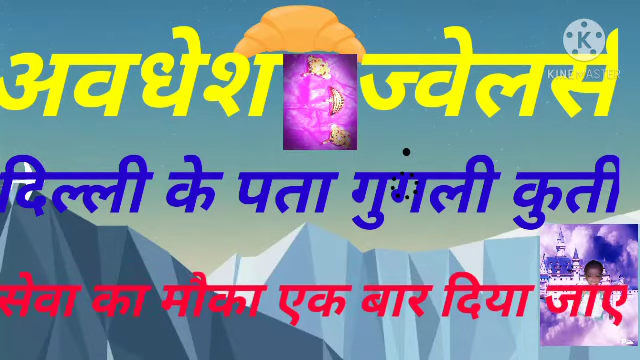 KINEMASTER
अवधेश ज्वेलर्स
दिल्ली के पता गुगली कुर्ती
सेवा का मौका एक बार दिया जाए